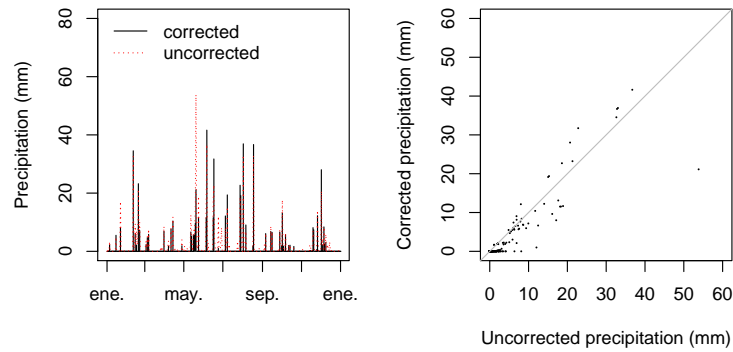 Precipitation (mm)
0 20 40 60 80
corrected
uncorrected
ene. may. sep. ene.
Corrected precipitation (mm)
0 10 20 30 40 50 60
0 10 20 30 40 50 60
Uncorrected precipitation (mm)